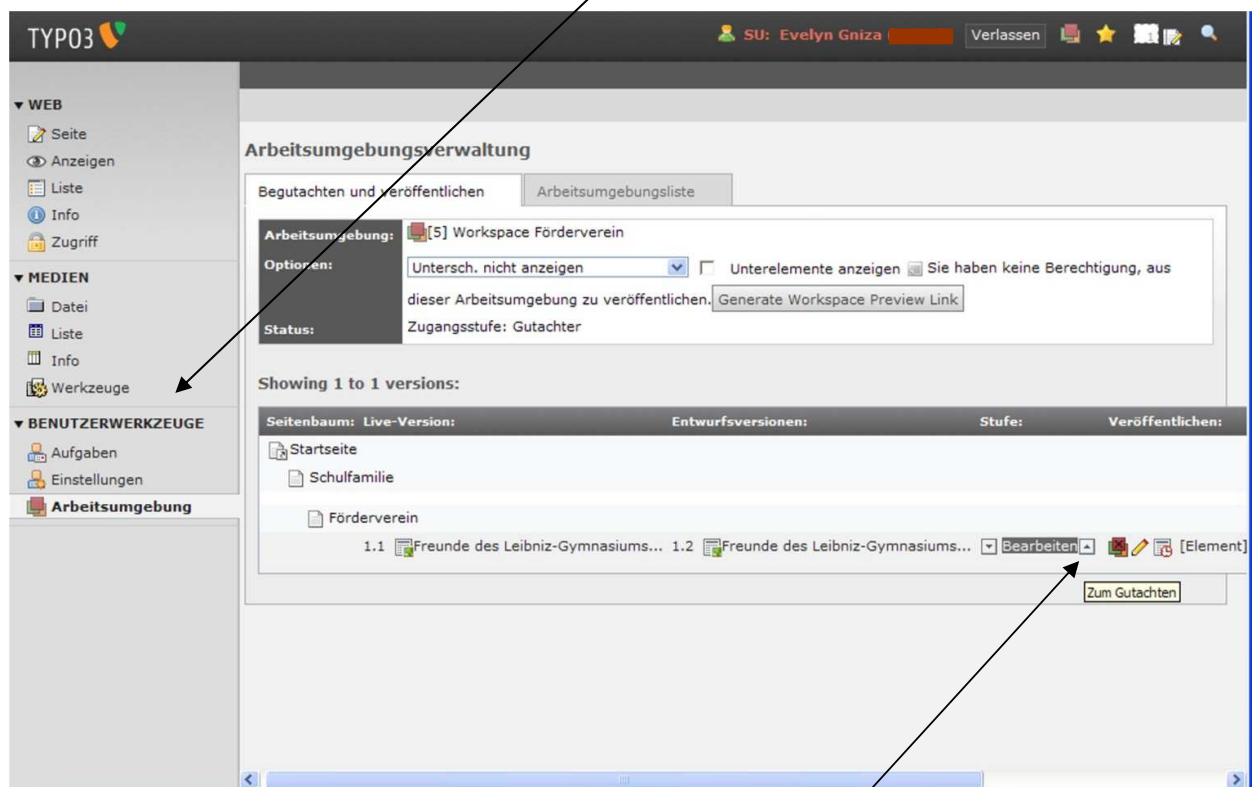 TYPO3
SU: Evelyn Gniza ( Verlassen 1
WEB
Seite
Anzeigen
Liste
Info
Zugriff
MEDIEN
Datei
Liste
Info
Werkzeuge
BENUTZERWERKZEUGE
Aufgaben
Einstellungen
Arbeitsumgebung
Arbeitsumgebungsverwaltung
Begutachten und veröffentlichen Arbeitsumgebungsliste
Arbeitsumgebung: [5] Workspace Förderverein
Optionen: Untersch. nicht anzeigen Unterelemente anzeigen Sie haben keine Berechtigung, aus
dieser Arbeitsumgebung zu veröffentlichen. Generate Workspace Preview Link
Status: Zugangsstufe: Gutachter
Showing 1 to 1 versions:
Seitenbaum: Live-Version: Entwurfsversionen: Stufe: Veröffentlichen:
Startseite
Schulfamilie
Förderverein
1.1 Freunde des Leibniz-Gymnasiums... 1.2 Freunde des Leibniz-Gymnasiums... Bearbeiten [Element]
Zum Gutachten